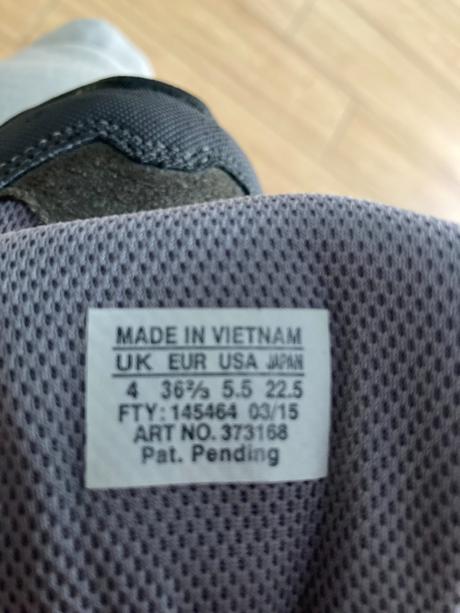 MADE IN VIETNAM
UK EUR USA JAPAN
4 36⅔ 5.5 22.5
FTY: 145464 03/15
ART NO. 373168
Pat. Pending